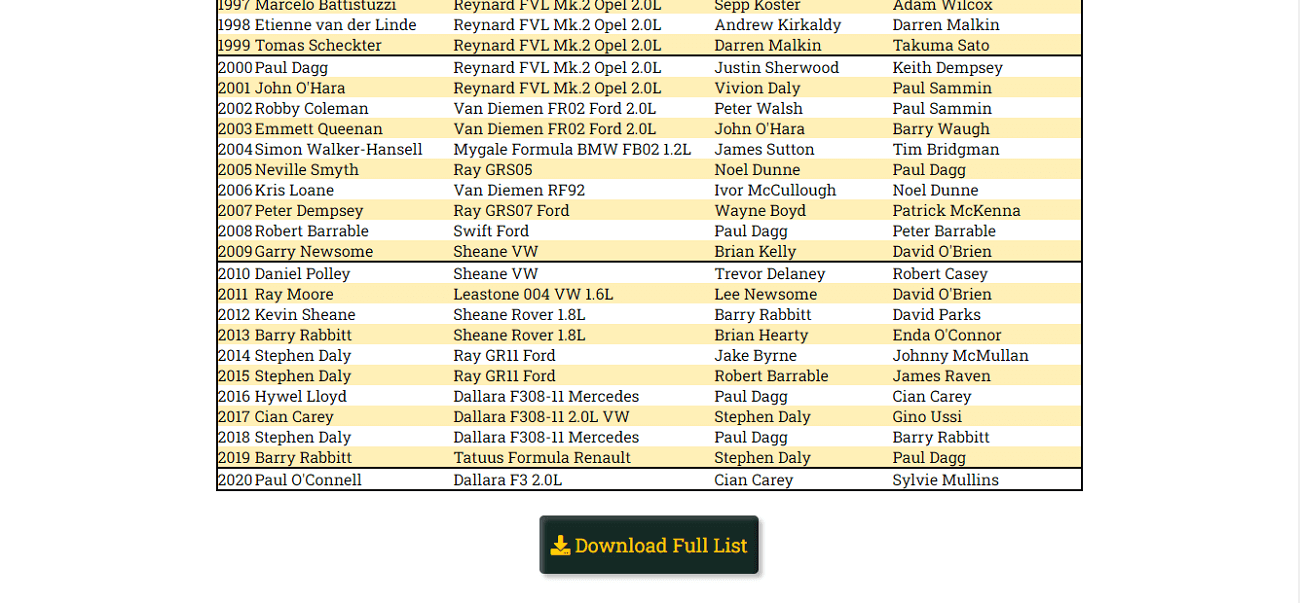 1997 Marcelo Battistuzzi Reynard FVL Mk.2 Opel 2.0L Sepp Koster Adam Wilcox
1998 Etienne van der Linde Reynard FVL Mk.2 Opel 2.0L Andrew Kirkaldy Darren Malkin
1999 Tomas Scheckter Reynard FVL Mk.2 Opel 2.0L Darren Malkin Takuma Sato
2000 Paul Dagg Reynard FVL Mk.2 Opel 2.0L Justin Sherwood Keith Dempsey
2001 John O'Hara Reynard FVL Mk.2 Opel 2.0L Vivion Daly Paul Sammin
2002 Robby Coleman Van Diemen FR02 Ford 2.0L Peter Walsh Paul Sammin
2003 Emmett Queenan Van Diemen FR02 Ford 2.0L John O'Hara Barry Waugh
2004 Simon Walker-Hansell Mygale Formula BMW FB02 1.2L James Sutton Tim Bridgman
2005 Neville Smyth Ray GRS05 Noel Dunne Paul Dagg
2006 Kris Loane Van Diemen RF92 Ivor McCullough Noel Dunne
2007 Peter Dempsey Ray GRS07 Ford Wayne Boyd Patrick McKenna
2008 Robert Barrable Swift Ford Paul Dagg Peter Barrable
2009 Garry Newsome Sheane VW Brian Kelly David O'Brien
2010 Daniel Polley Sheane VW Trevor Delaney Robert Casey
2011 Ray Moore Leastone 004 VW 1.6L Lee Newsome David O'Brien
2012 Kevin Sheane Sheane Rover 1.8L Barry Rabbitt David Parks
2013 Barry Rabbitt Sheane Rover 1.8L Brian Hearty Enda O'Connor
2014 Stephen Daly Ray GR11 Ford Jake Byrne Johnny McMullan
2015 Stephen Daly Ray GR11 Ford Robert Barrable James Raven
2016 Hywel Lloyd Dallara F308-11 Mercedes Paul Dagg Cian Carey
2017 Cian Carey Dallara F308-11 2.0L VW Stephen Daly Gino Ussi
2018 Stephen Daly Dallara F308-11 Mercedes Paul Dagg Barry Rabbitt
2019 Barry Rabbitt Tatuus Formula Renault Stephen Daly Paul Dagg
2020 Paul O'Connell Dallara F3 2.0L Cian Carey Sylvie Mullins
Download Full List